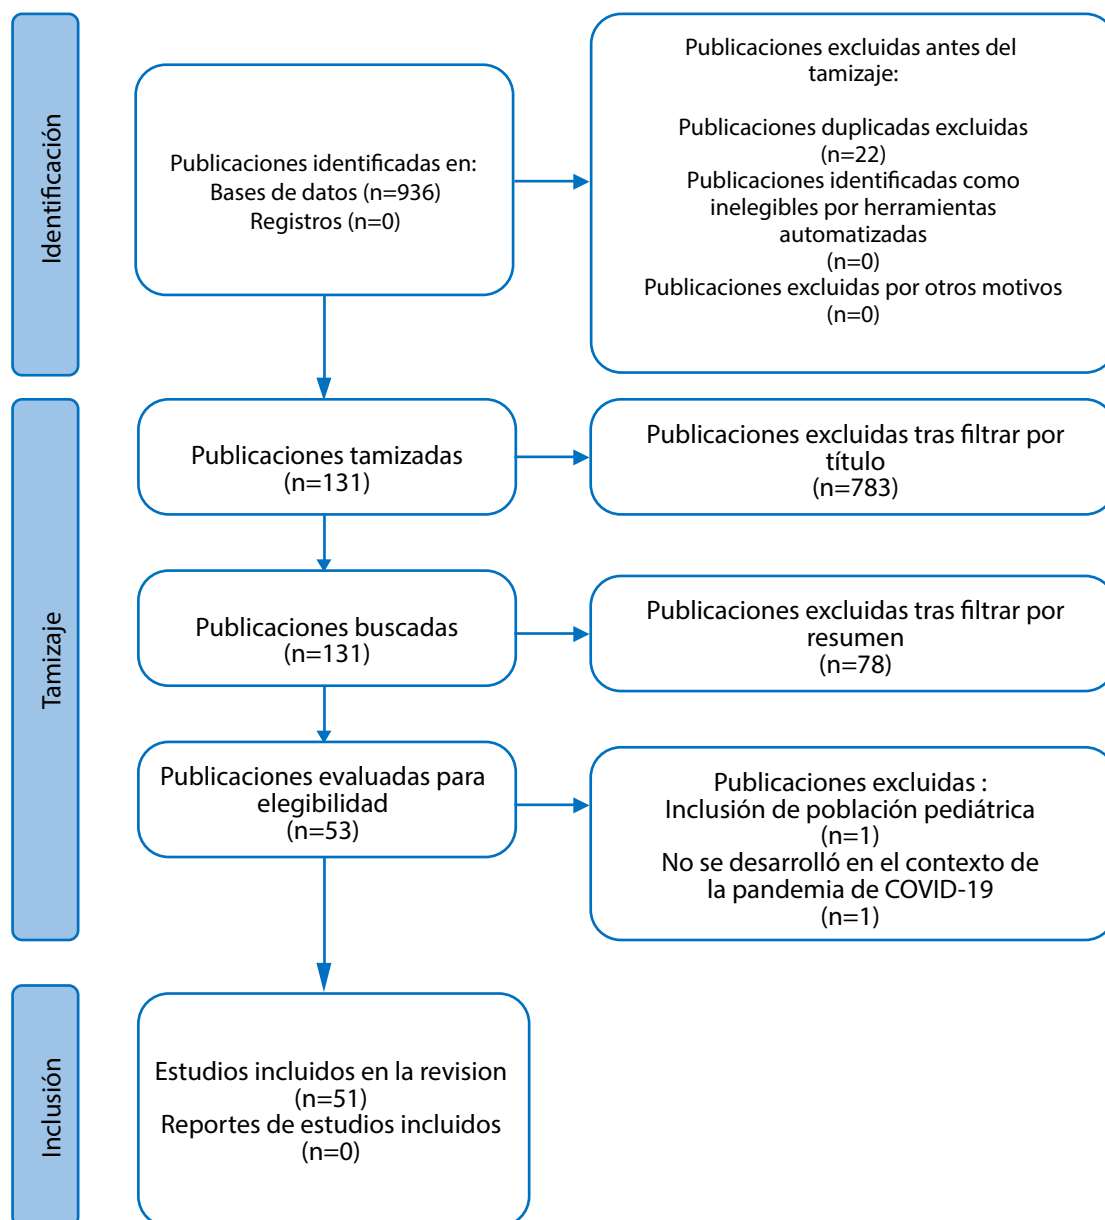 Identificación
Publicaciones identificadas en:
Bases de datos (n=936)
Registros (n=0)
Publicaciones excluidas antes del
tamizaje:
Publicaciones duplicadas excluidas
(n=22)
Publicaciones identificadas como
inelegibles por herramientas
automatizadas
(n=0)
Publicaciones excluidas por otros motivos
(n=0)
Tamizaje
Publicaciones tamizadas
(n=131)
Publicaciones excluidas tras filtrar por
título
(n=783)
Publicaciones buscadas
(n=131)
Publicaciones excluidas tras filtrar por
resumen
(n=78)
Publicaciones evaluadas para
elegibilidad
(n=53)
Publicaciones excluidas :
Inclusión de población pediátrica
(n=1)
No se desarrolló en el contexto de
la pandemia de COVID-19
(n=1)
Inclusión
Estudios incluidos en la revision
(n=51)
Reportes de estudios incluidos
(n=0)